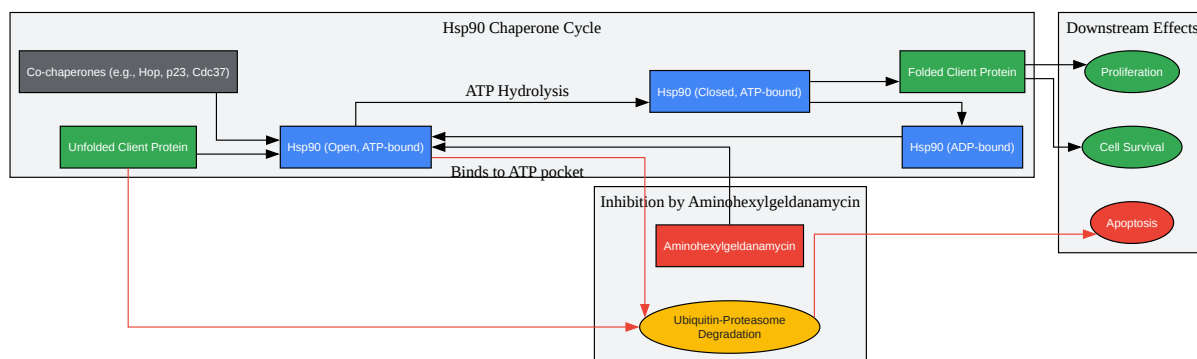 Hsp90 Chaperone Cycle
Downstream Effects
Co-chaperones (e.g., Hop, p23, Cdc37)
Folded Client Protein
Proliferation
ATP Hydrolysis
Hsp90 (Closed, ATP-bound)
Unfolded Client Protein
Hsp90 (Open, ATP-bound)
Hsp90 (ADP-bound)
Cell Survival
Binds to ATP pocket
Inhibition by Aminohexylgeldanamycin
Apoptosis
Aminohexylgeldanamycin
Ubiquitin-Proteasome
Degradation